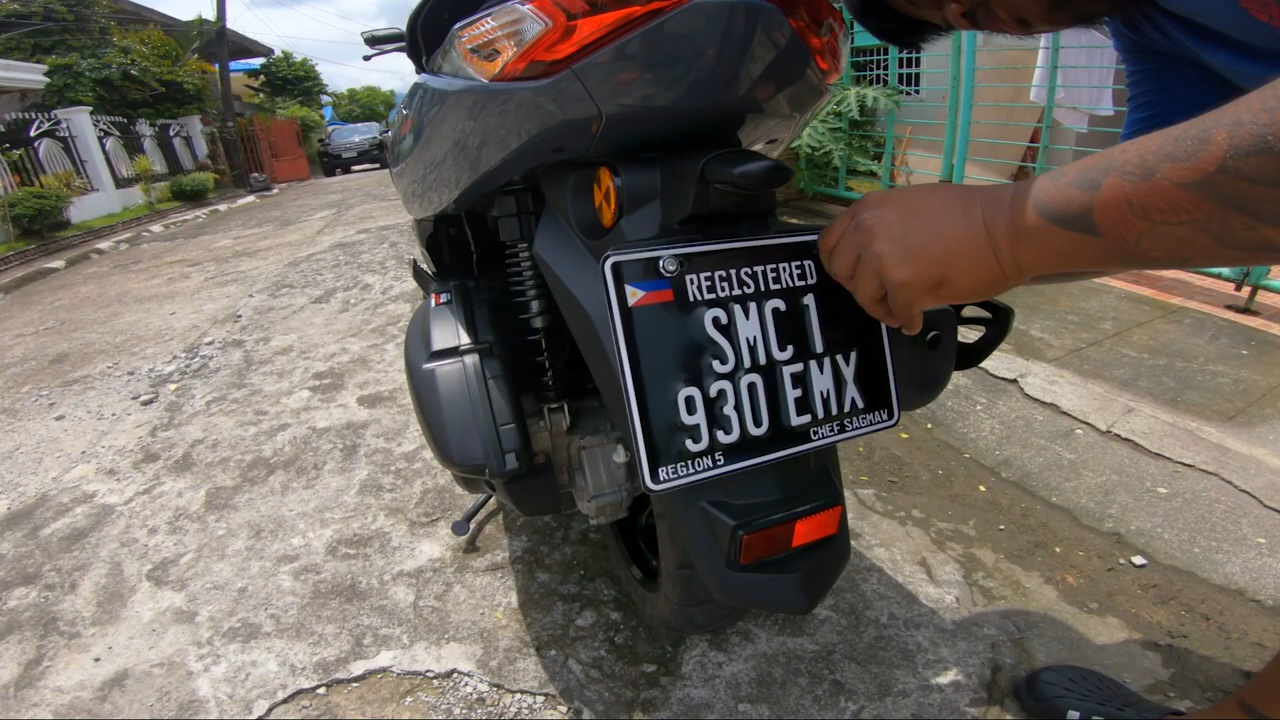 REGISTERED
SMC 1
930 EMX
CHEF SAGMAW
REGION 5